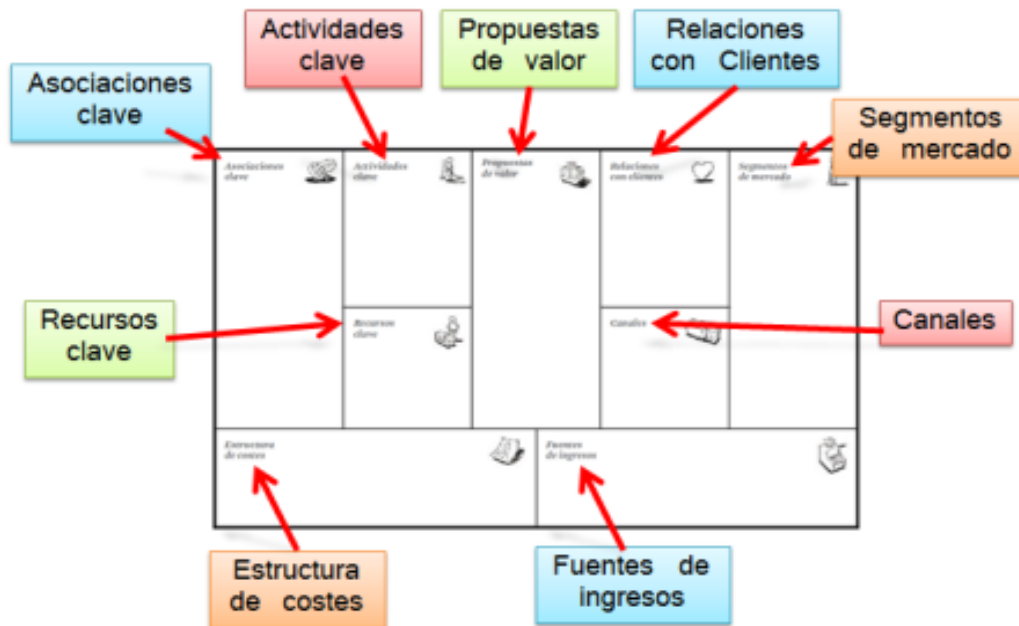 Actividades
clave
Propuestas
de valor
Relaciones
con Clientes
Asociaciones
clave
Segmentos
de mercado
Asociaciones
clave
Actividades
clave
Propuestas
de valor
Relaciones
con clientes
Segmentos
de mercado
Recursos
clave
Recursos
clave
Canales
Canales
Estructura
de costes
Fuentes
de ingresos
Estructura
de costes
Fuentes de
ingresos